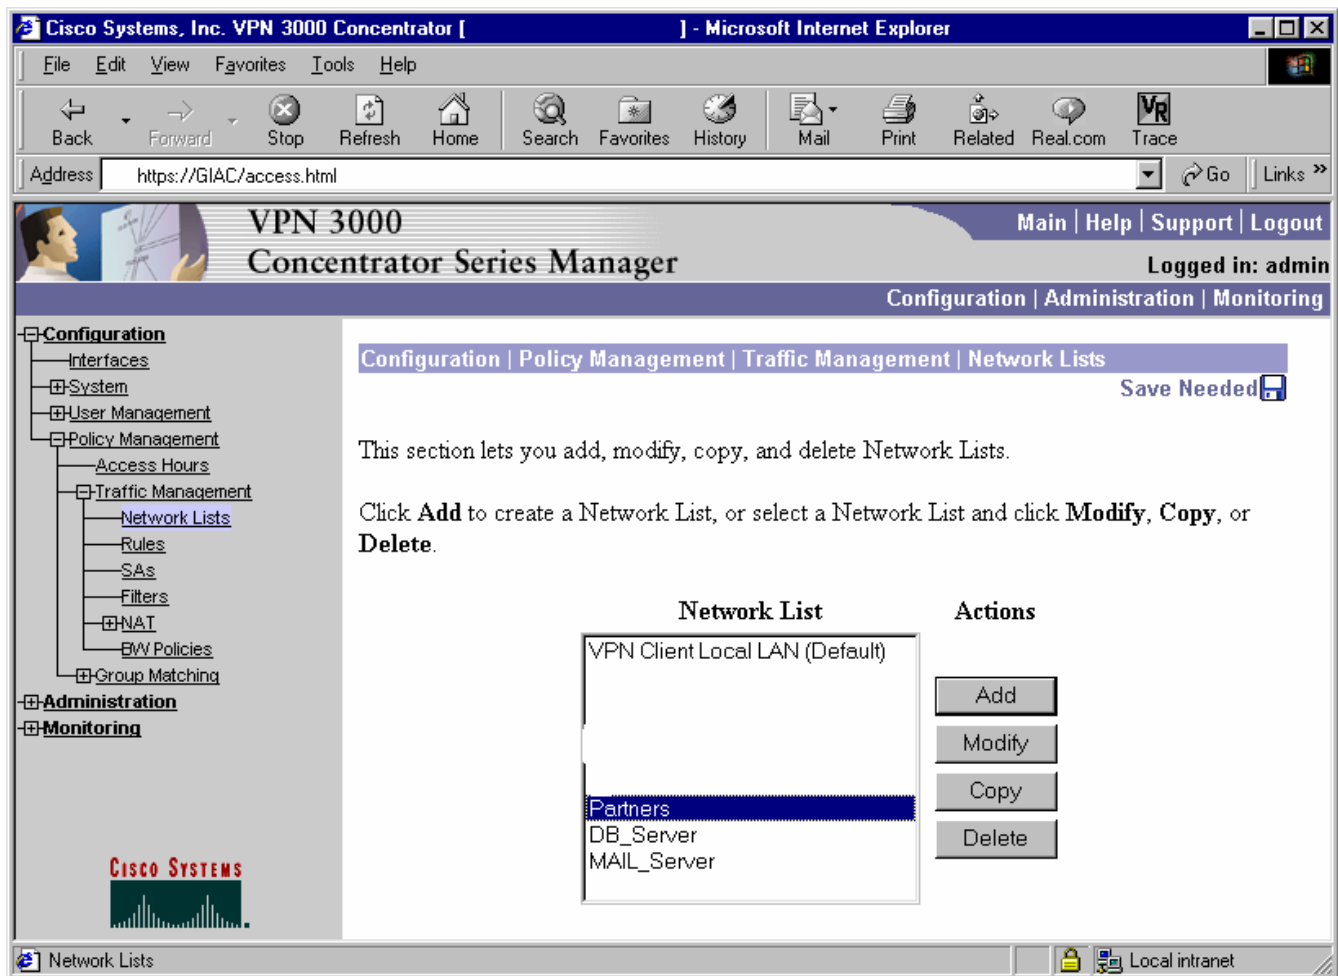 Cisco Systems, Inc. VPN 3000 Concentrator [ ] - Microsoft Internet Explorer
File Edit View Favorites Tools Help
Back Forward Stop Refresh Home Search Favorites History Mail Print Related Real.com Trace
Address https://GIAC/access.html Go Links »
VPN 3000
Concentrator Series Manager
Main | Help | Support | Logout
Logged in: admin
Configuration | Administration | Monitoring
Configuration
Interfaces
System
User Management
Policy Management
Access Hours
Traffic Management
Network Lists
Rules
SAs
Filters
NAT
BW Policies
Group Matching
Administration
Monitoring
CISCO SYSTEMS
Configuration | Policy Management | Traffic Management | Network Lists
Save Needed
This section lets you add, modify, copy, and delete Network Lists.
Click Add to create a Network List, or select a Network List and click Modify, Copy, or
Delete.
Network List
Actions
VPN Client Local LAN (Default)
Partners
DB_Server
MAIL_Server
Add
Modify
Copy
Delete
Network Lists
Local intranet